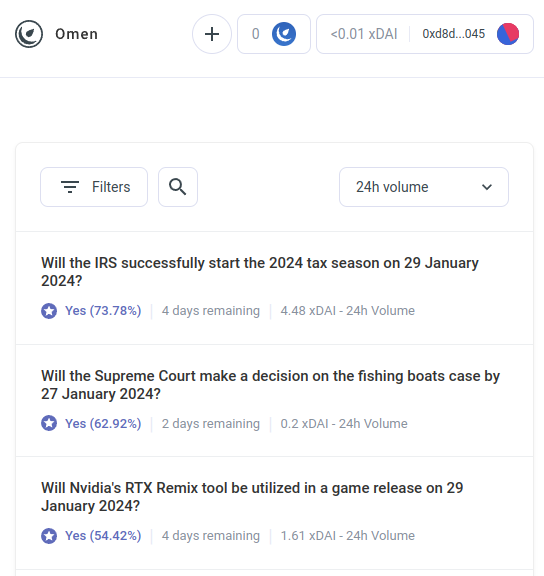 Omen
0
<0.01 xDAI
0xd8d...045
Filters
24h volume
Will the IRS successfully start the 2024 tax season on 29 January
2024?
Yes (73.78%) 4 days remaining 4.48 xDAI - 24h Volume
Will the Supreme Court make a decision on the fishing boats case by
27 January 2024?
Yes (62.92%) 2 days remaining 0.2 xDAI - 24h Volume
Will Nvidia's RTX Remix tool be utilized in a game release on 29
January 2024?
Yes (54.42%) 4 days remaining 1.61 xDAI - 24h Volume